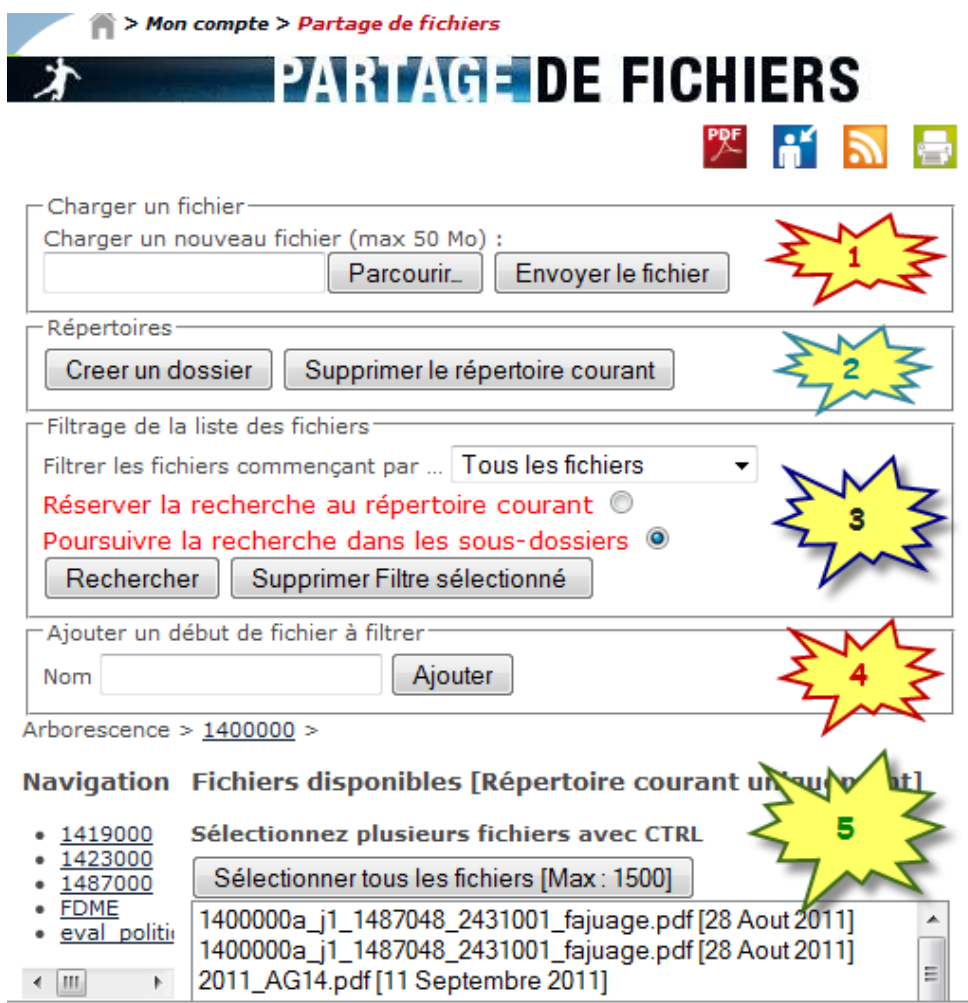 > Mon compte > Partage de fichiers
PARTAGE DE FICHIERS
PDF
Charger un fichier
Charger un nouveau fichier (max 50 Mo) :
Parcourir... Envoyer le fichier
1
Répertoires
Creer un dossier Supprimer le répertoire courant
2
Filtrage de la liste des fichiers
Filtrer les fichiers commençant par ... Tous les fichiers
Réserver la recherche au répertoire courant
3
Poursuivre la recherche dans les sous-dossiers
Rechercher Supprimer Filtre sélectionné
Ajouter un début de fichier à filtrer
Nom Ajouter
4
Arborescence > 1400000 >
Navigation
1419000
1423000
1487000
FDME
eval_politi
Fichiers disponibles [Répertoire courant uniquement]
Sélectionnez plusieurs fichiers avec CTRL
5
Sélectionner tous les fichiers [Max : 1500]
1400000a_j1_1487048_2431001_fajuage.pdf [28 Aout 2011]
1400000a_j1_1487048_2431001_fajuage.pdf [28 Aout 2011]
2011_AG14.pdf [11 Septembre 2011]